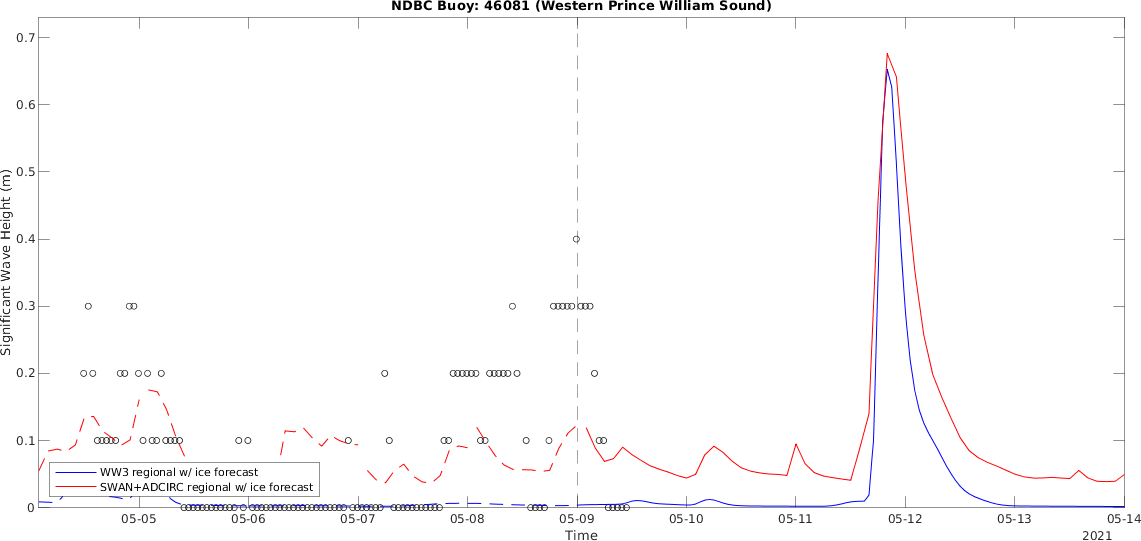 NDBC Buoy: 46081 (Western Prince William Sound)
Significant Wave Height (m)
0.7
0.6
0.5
0.4
0.3
0.2
0.1
0
WW3 regional w/ ice forecast
SWAN+ADCIRC regional w/ ice forecast
05-05 05-06 05-07 05-08 05-09 05-10 05-11 05-12 05-13 05-14
Time
2021